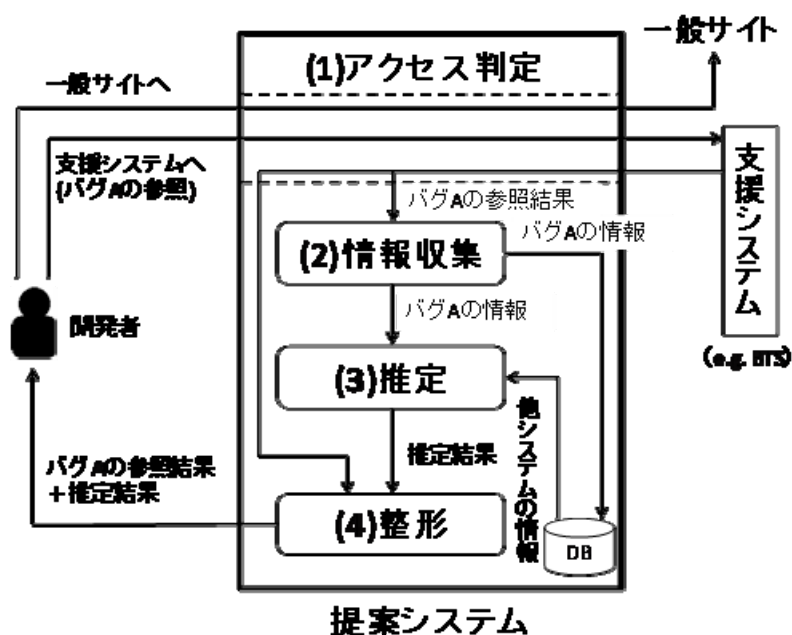 一般サイト
(1)アクセス判定
一般サイトへ
支援システムへ
(バグAの参照)
支援システム
(e.g. BTS)
バグAの参照結果
バグAの情報
(2)情報収集
バグAの情報
開発者
(3)推定
他システムの情報
推定結果
バグAの参照結果
＋推定結果
(4)整形
DB
提案システム